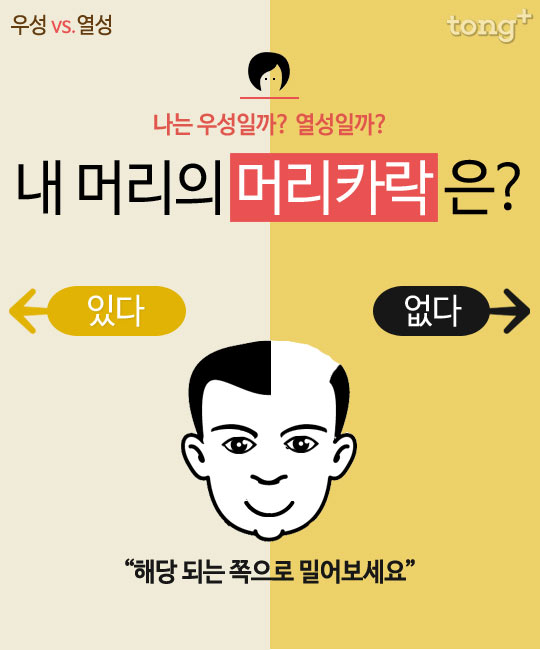 우성 vs. 열성
tong+
나는 우성일까? 열성일까?
내 머리의 머리카락은?
있다
없다
“해당 되는 쪽으로 밀어보세요”